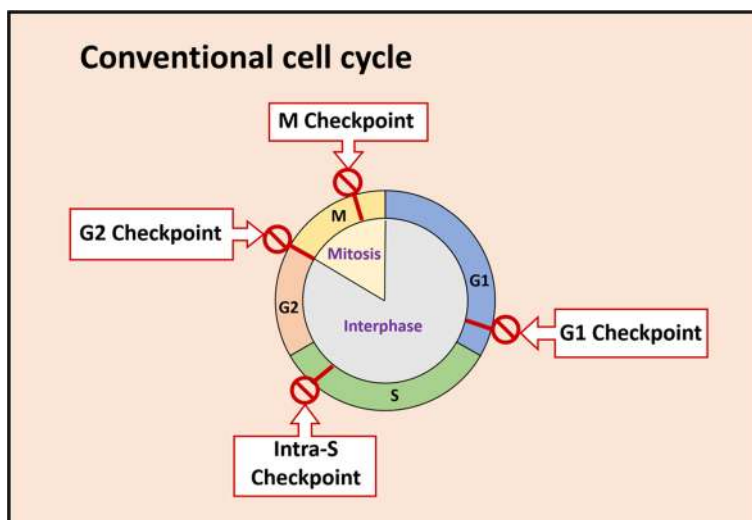 Conventional cell cycle
M Checkpoint
G2 Checkpoint
M
Mitosis
G1
G2
Interphase
G1 Checkpoint
S
Intra-S
Checkpoint